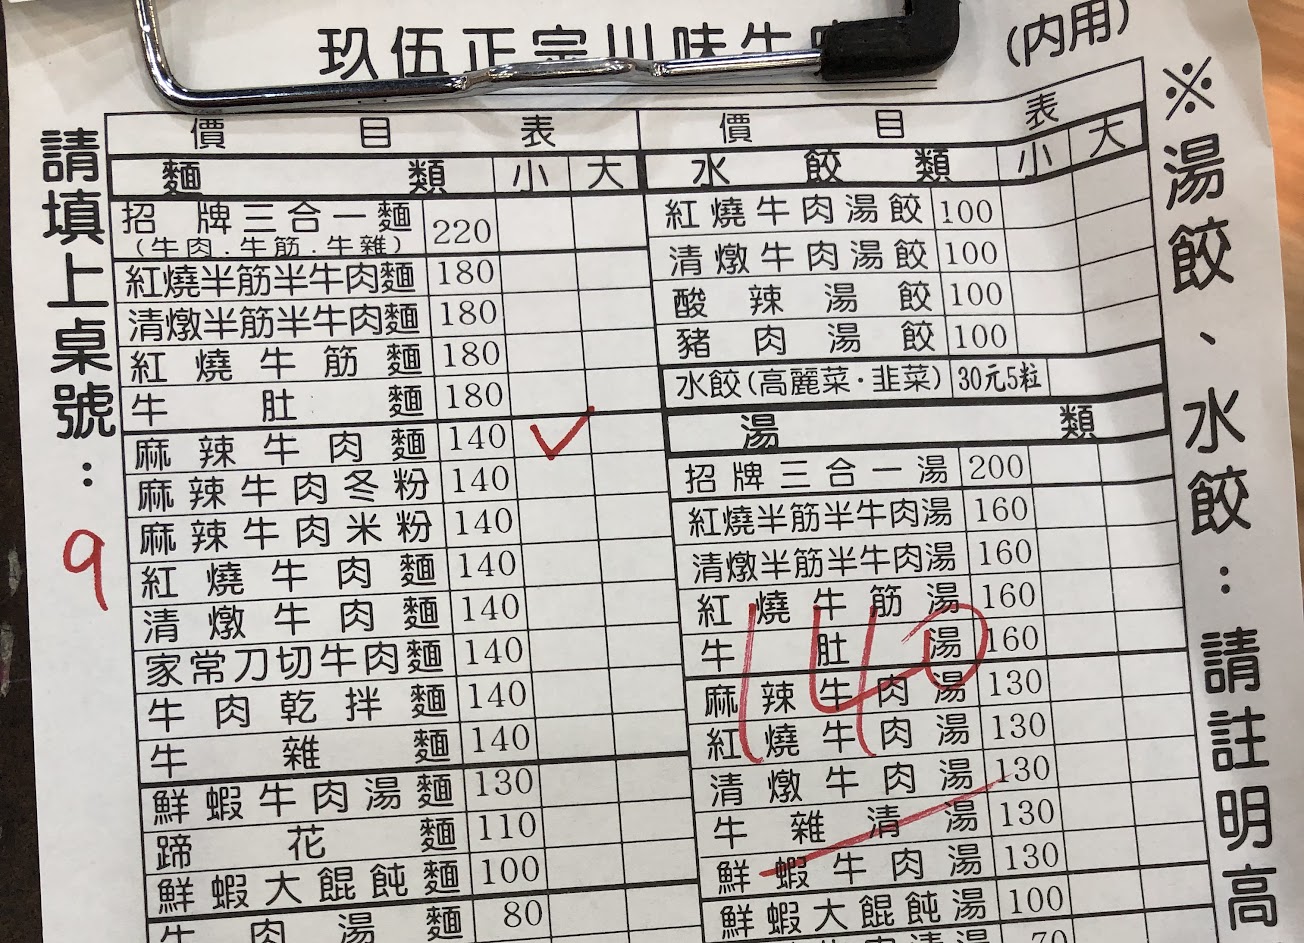 玖伍正宗川味牛
(內用)
請填上桌號：
9
價目表
麵類 小 大
招牌三合一麵 220
(牛肉.牛筋.牛雜)
紅燒半筋半牛肉麵 180
清燉半筋半牛肉麵 180
紅燒牛筋麵 180
牛肚麵 180
麻辣牛肉麵 140 ✓
麻辣牛肉冬粉 140
麻辣牛肉米粉 140
紅燒牛肉麵 140
清燉牛肉麵 140
家常刀切牛肉麵 140
牛肉乾拌麵 140
牛雜麵 140
鮮蝦牛肉湯麵 130
蹄花麵 110
鮮蝦大餛飩麵 100
牛肉湯麵 80
價目表
水餃類 小 大
紅燒牛肉湯餃 100
清燉牛肉湯餃 100
酸辣湯餃 100
豬肉湯餃 100
水餃(高麗菜·韭菜) 30元5粒
湯類
招牌三合一湯 200
紅燒半筋半牛肉湯 160
清燉半筋半牛肉湯 160
紅燒牛筋湯 160
牛肚湯 160
麻辣牛肉湯 130
紅燒牛肉湯 130
清燉牛肉湯 130
牛雜清湯 130
鮮蝦牛肉湯 130
鮮蝦大餛飩湯 100
牛肉清湯 70
140
※湯餃、水餃：請註明高